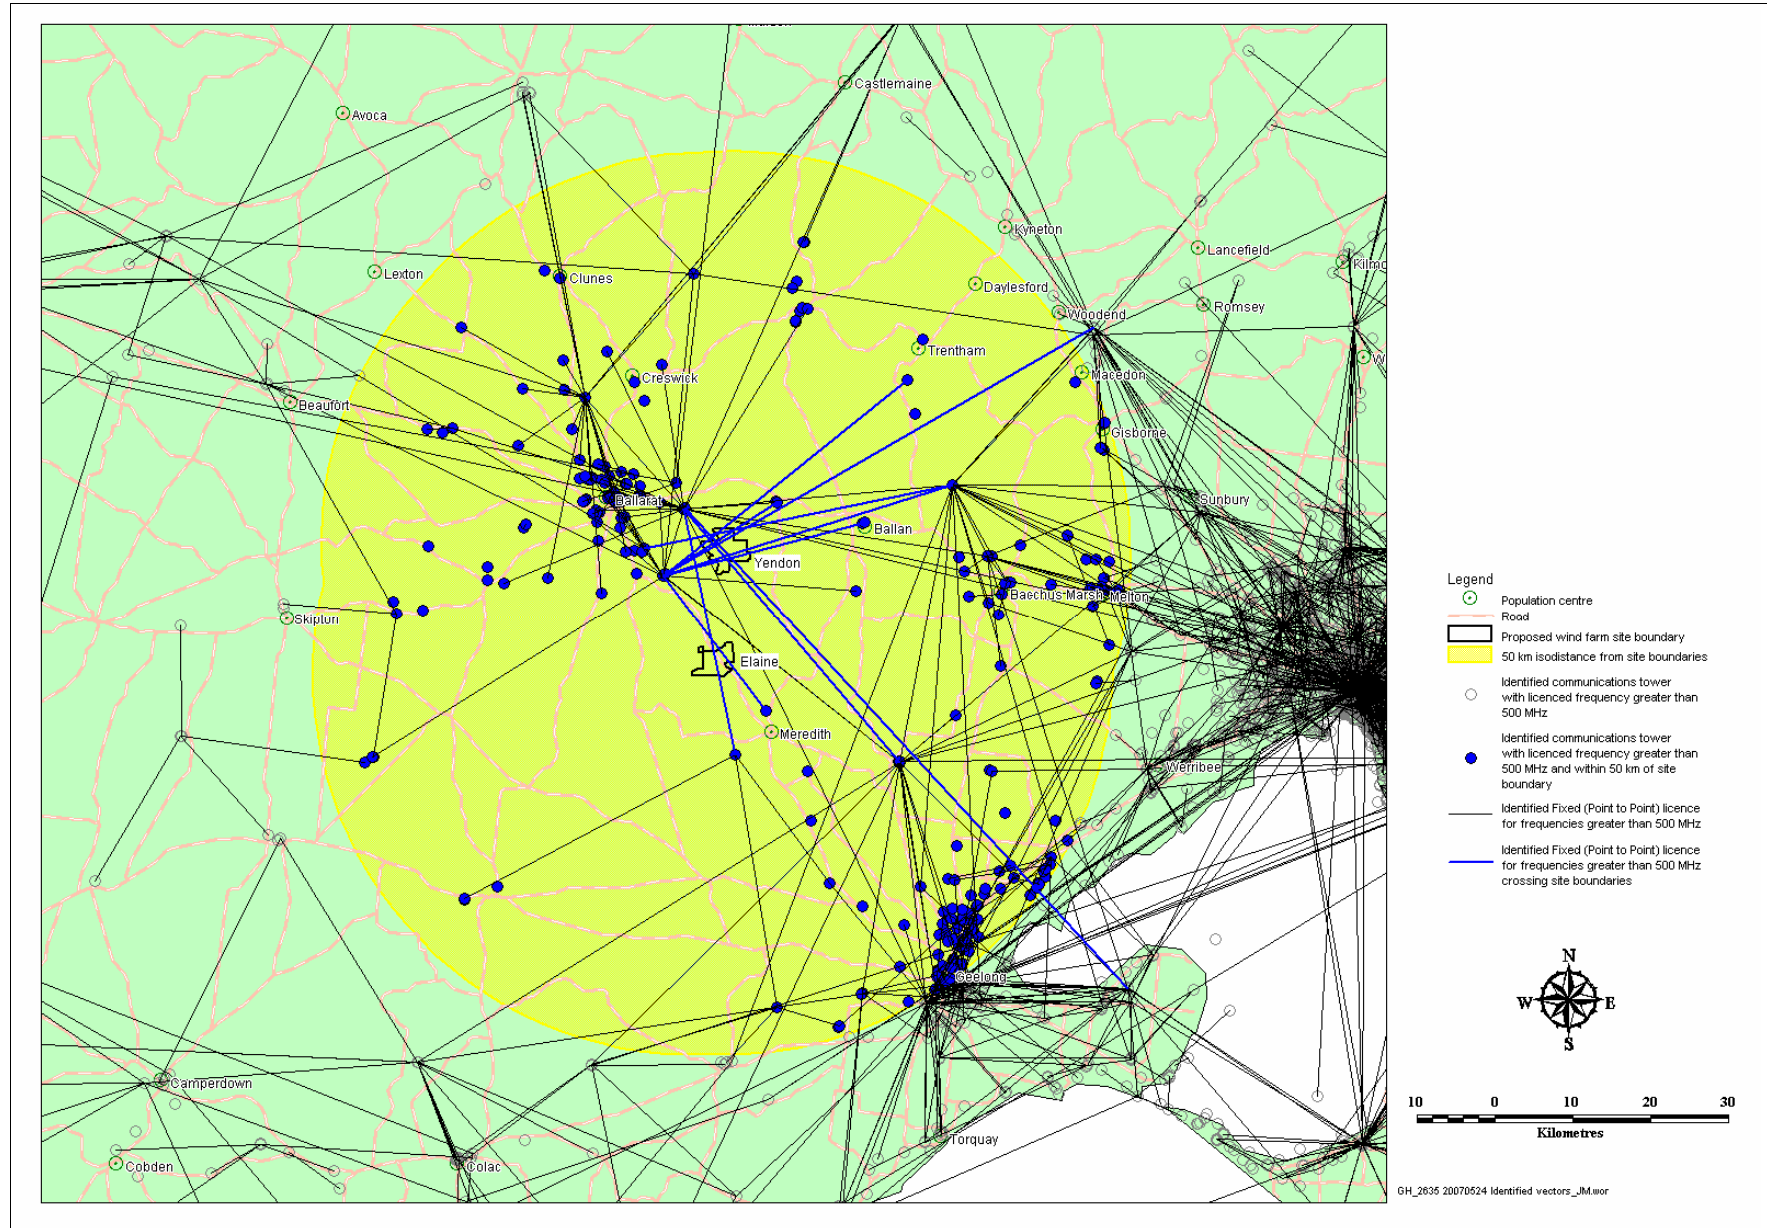 Castlemaine
Avoca
Kyneton
Lancefield
Lexton
Clunes
Daylesford
Romsey
Woodend
Trentham
Macedon
Creswick
Beaufort
Gisborne
Ballarat
Sunbury
Ballan
Yendon
Bacchus Marsh
Melton
Skipton
Elaine
Meredith
Werribee
Geelong
Camperdown
Torquay
Cobden
Colac
Legend
Population centre
Road
Proposed wind farm site boundary
50 km isodistance from site boundaries
Identified communications tower
with licenced frequency greater than
500 MHz
Identified communications tower
with licenced frequency greater than
500 MHz and within 50 km of site
boundary
Identified Fixed (Point to Point) licence
for frequencies greater than 500 MHz
Identified Fixed (Point to Point) licence
for frequencies greater than 500 MHz
crossing site boundaries
N
W E
S
10 0 10 20 30
Kilometres
GH_2635 20070524 Identified vectors_JM.wor